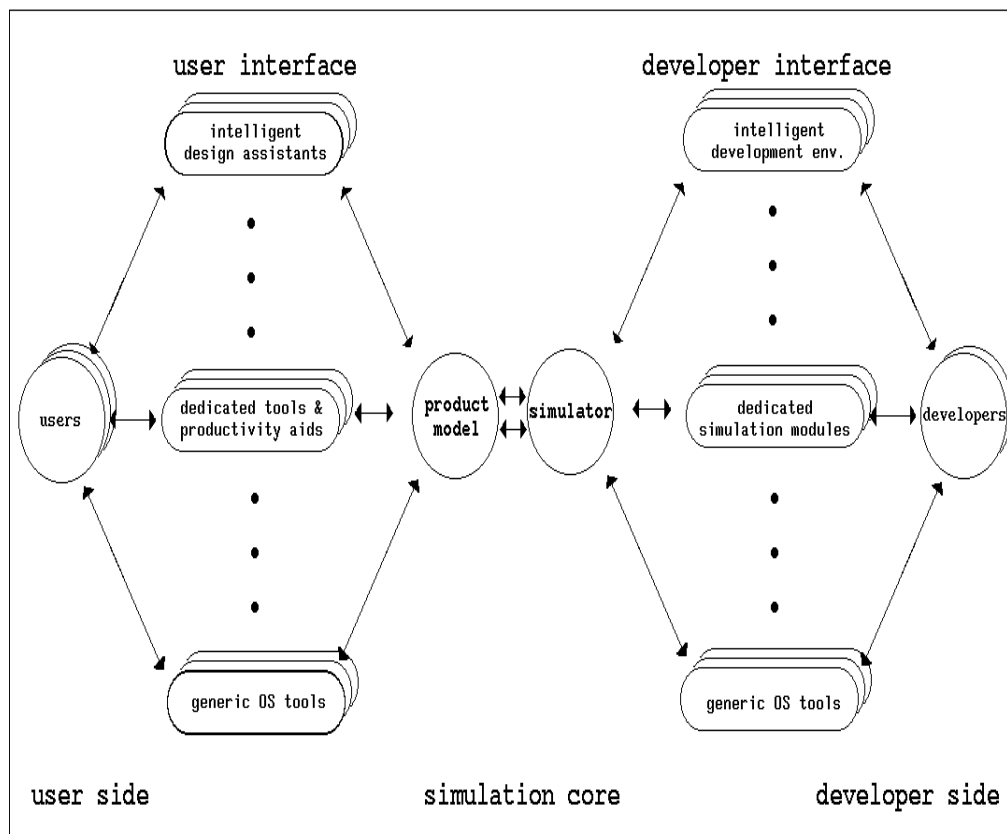 user interface
developer interface
intelligent
design assistants
intelligent
development env.
users
dedicated tools &
productivity aids
product
model
simulator
dedicated
simulation modules
developers
generic OS tools
generic OS tools
user side
simulation core
developer side